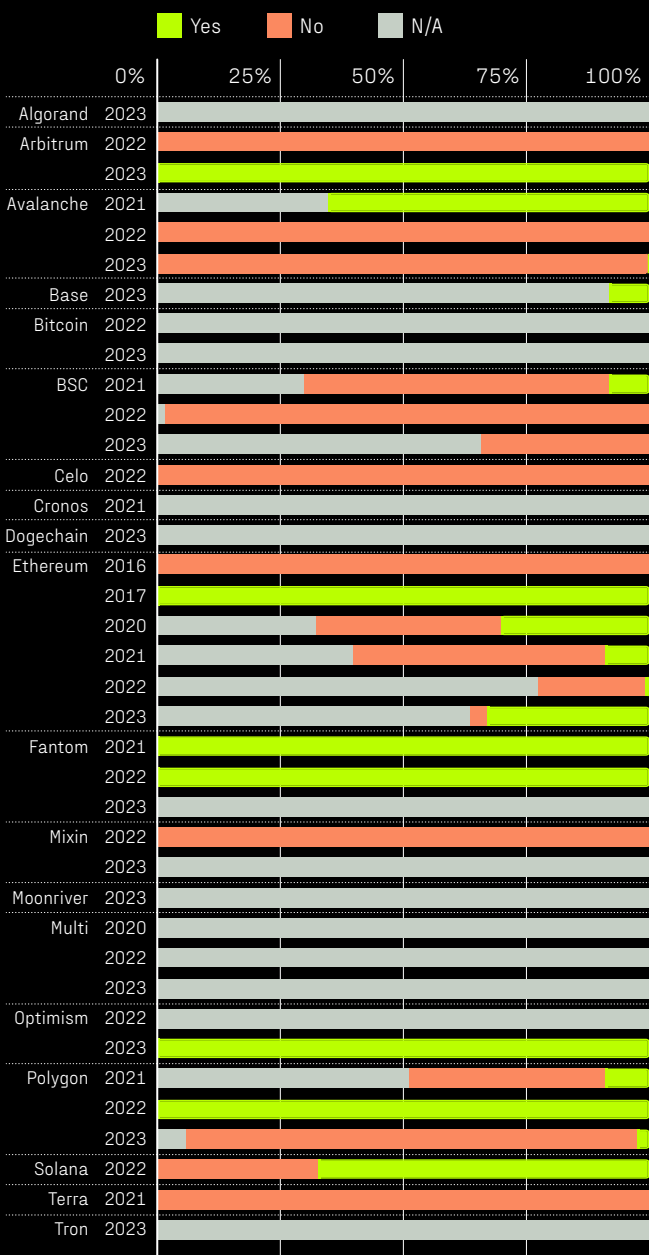 Yes No N/A
0% 25% 50% 75% 100%
Algorand 2023
Arbitrum 2022
2023
Avalanche 2021
2022
2023
Base 2023
Bitcoin 2022
2023
BSC 2021
2022
2023
Celo 2022
Cronos 2021
Dogechain 2023
Ethereum 2016
2017
2020
2021
2022
2023
Fantom 2021
2022
2023
Mixin 2022
2023
Moonriver 2023
Multi 2020
2022
2023
Optimism 2022
2023
Polygon 2021
2022
2023
Solana 2022
Terra 2021
Tron 2023